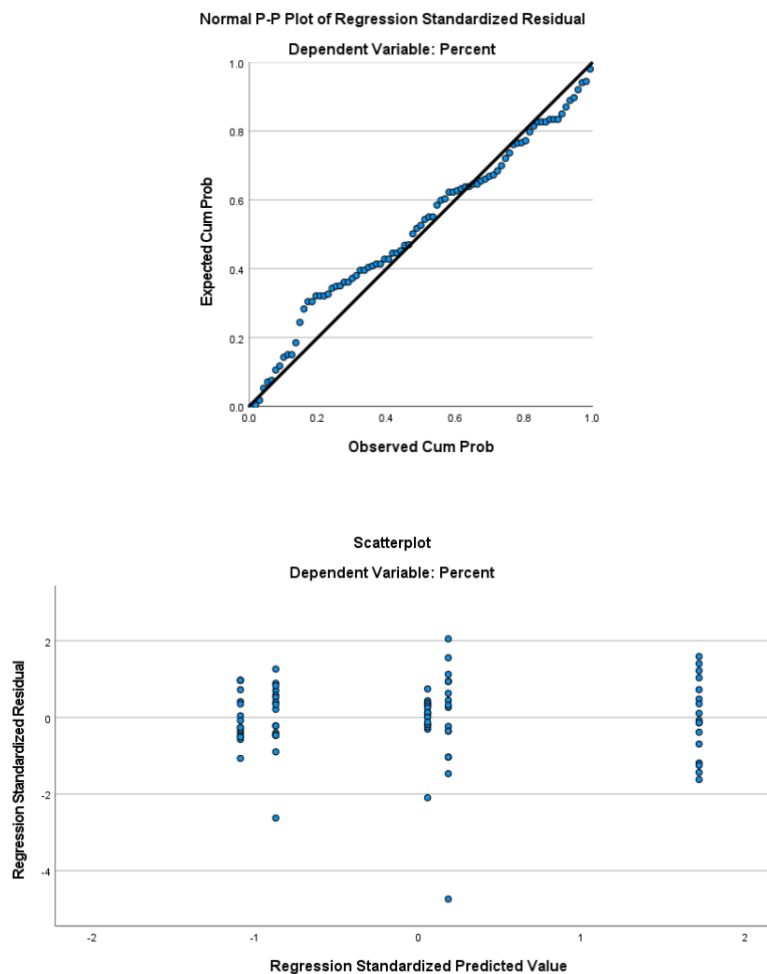 Normal P-P Plot of Regression Standardized Residual
Dependent Variable: Percent
1.0
0.8
0.6
0.4
0.2
0.0
Expected Cum Prob
0.0 0.2 0.4 0.6 0.8 1.0
Observed Cum Prob
Scatterplot
Dependent Variable: Percent
2
0
-2
-4
Regression Standardized Residual
-2 -1 0 1 2
Regression Standardized Predicted Value